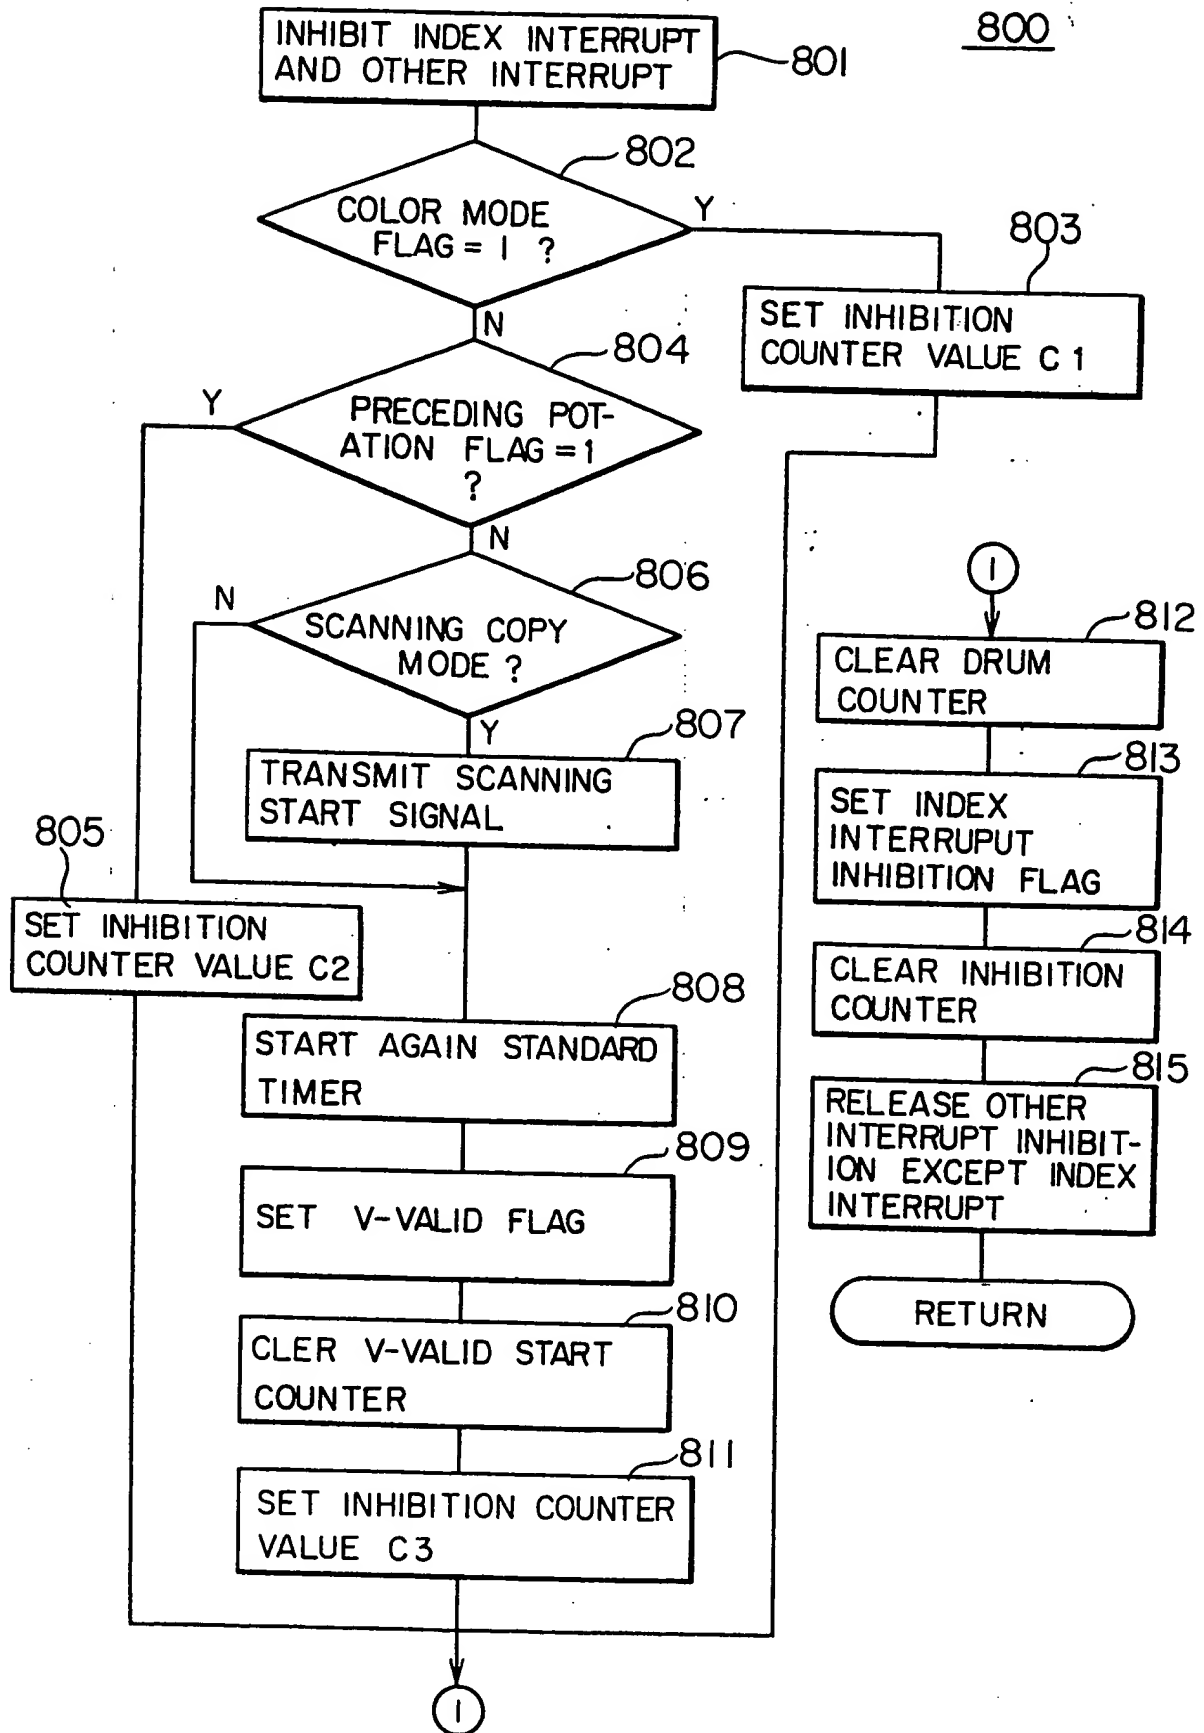 800
INHIBIT INDEX INTERRUPT
AND OTHER INTERRUPT
801
802
COLOR MODE
FLAG = 1 ?
Y
N
803
SET INHIBITION
COUNTER VALUE C 1
804
Y
PRECEDING POT-
ATION FLAG = 1
?
N
806
N
SCANNING COPY
MODE ?
Y
807
TRANSMIT SCANNING
START SIGNAL
805
SET INHIBITION
COUNTER VALUE C2
808
START AGAIN STANDARD
TIMER
809
SET V-VALID FLAG
810
CLER V-VALID START
COUNTER
811
SET INHIBITION COUNTER
VALUE C3
1
1
812
CLEAR DRUM
COUNTER
813
SET INDEX
INTERRUPUT
INHIBITION FLAG
814
CLEAR INHIBITION
COUNTER
815
RELEASE OTHER
INTERRUPT INHIBIT-
ION EXCEPT INDEX
INTERRUPT
RETURN